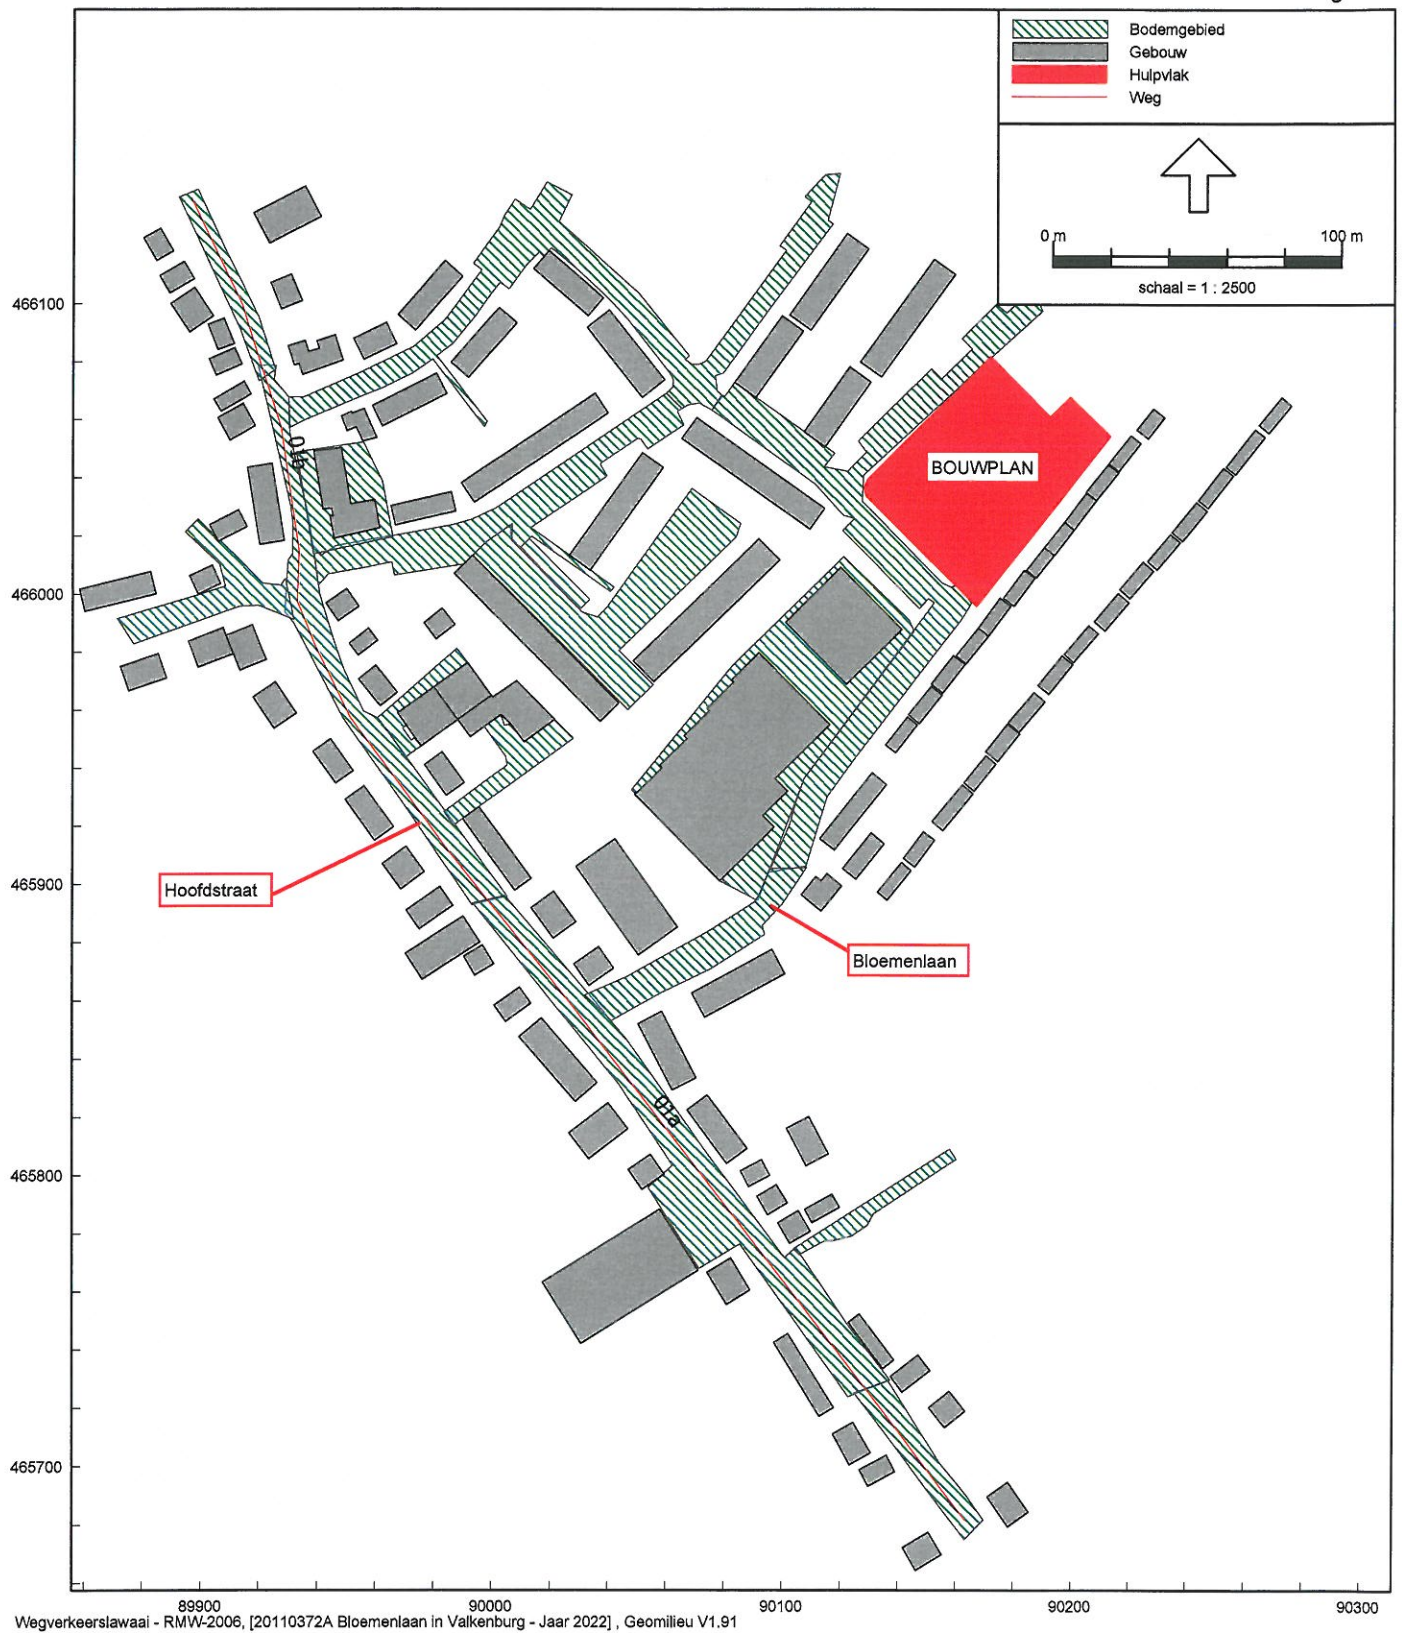 Bodemgebied
Gebouw
Hulpvlak
Weg
0 m 100 m
schaal = 1 : 2500
466100
466000
465900
465800
465700
01b
BOUWPLAN
Hoofdstraat
Bloemenlaan
01a
89900 90000 90100 90200 90300
Wegverkeerslawaai - RMW-2006, [20110372A Bloemenlaan in Valkenburg - Jaar 2022] , Geomilieu V1.91